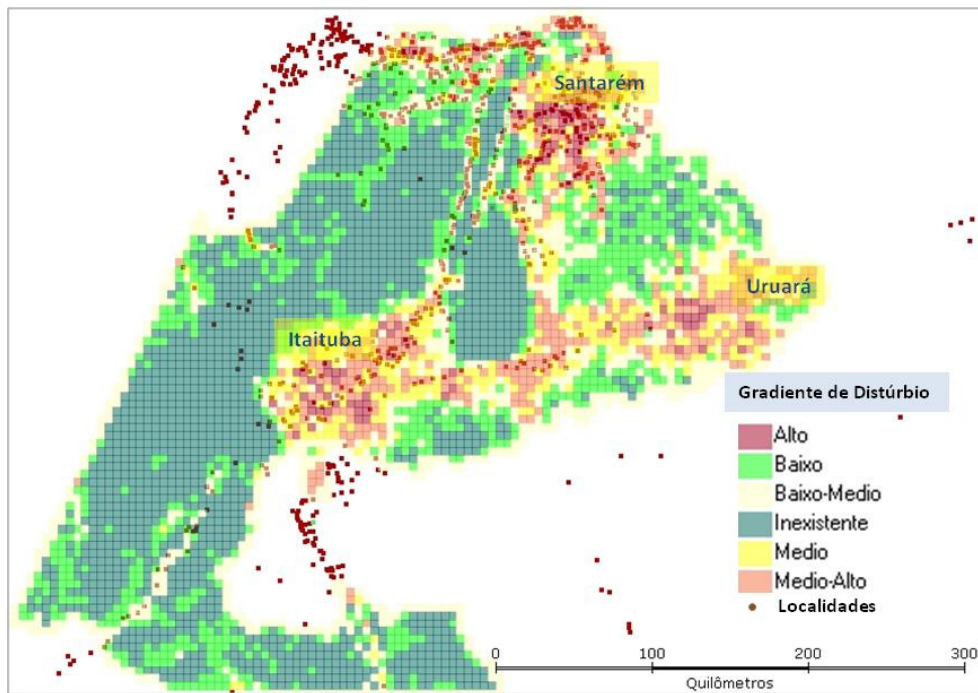 Santarém
Uruará
Itaituba
Gradiente de Distúrbio
Alto
Baixo
Baixo-Medio
Inexistente
Medio
Medio-Alto
Localidades
0 100 200 300
Quilômetros